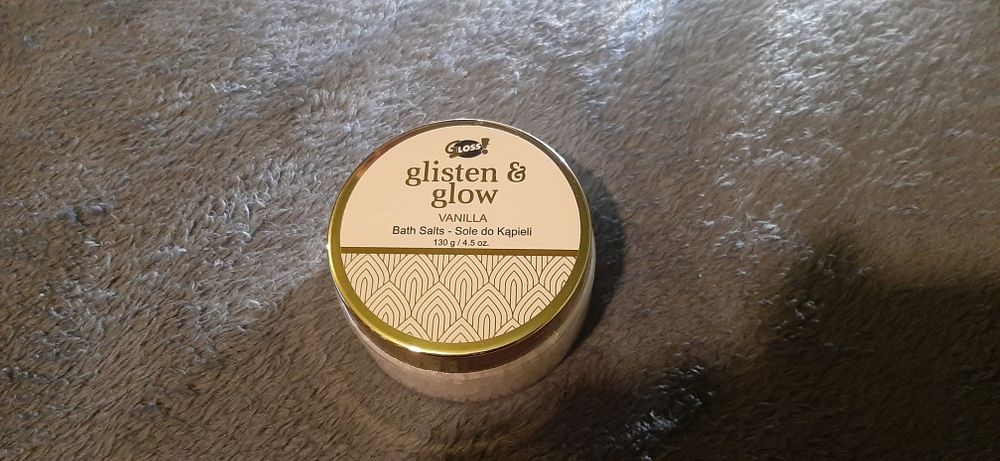 GLOSS!
glisten &
glow
VANILLA
Bath Salts - Sole do Kąpieli
130 g / 4.5 oz.